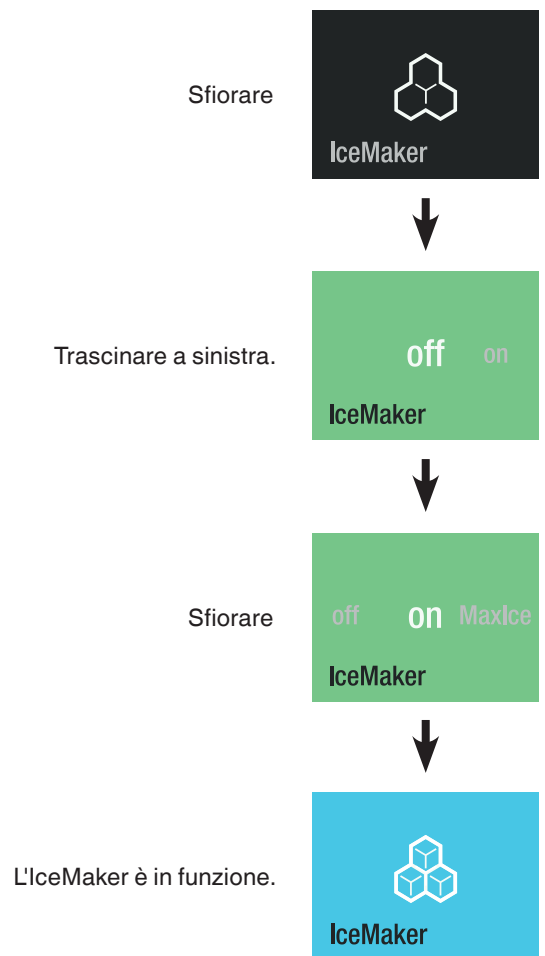 Sfiorare
IceMaker
Trascinare a sinistra.
off on
IceMaker
Sfiorare
off on MaxIce
IceMaker
L'IceMaker è in funzione.
IceMaker